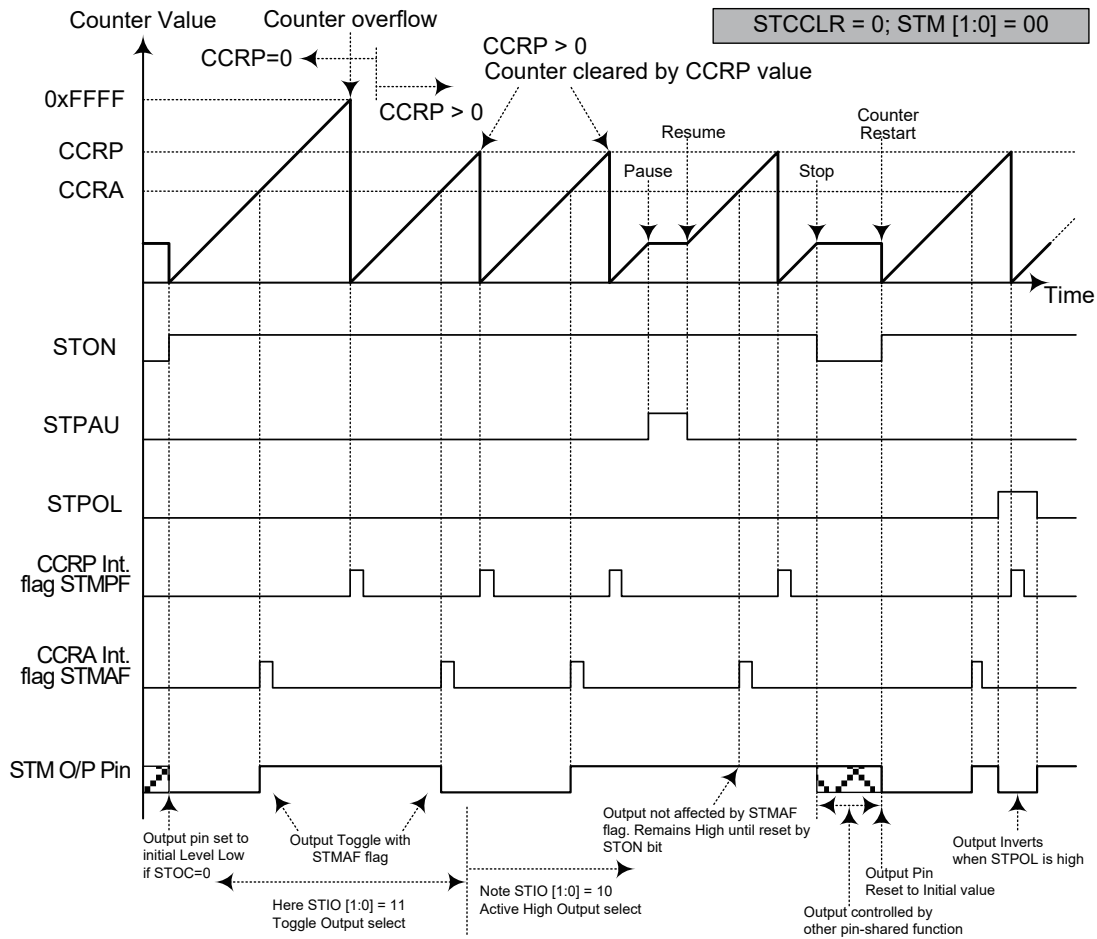 Counter Value
Counter overflow
STCCLR = 0; STM [1:0] = 00
CCRP=0
CCRP > 0
Counter cleared by CCRP value
0xFFFF
CCRP > 0
Counter
Restart
CCRP
Resume
CCRA
Pause
Stop
Time
STON
STPAU
STPOL
CCRP Int.
flag STMPF
CCRA Int.
flag STMAF
STM O/P Pin
Output pin set to
initial Level Low
if STOC=0
Output Toggle with
STMAF flag
Output not affected by STMAF
flag. Remains High until reset by
STON bit
Output Inverts
when STPOL is high
Output Pin
Reset to Initial value
Here STIO [1:0] = 11
Toggle Output select
Note STIO [1:0] = 10
Active High Output select
Output controlled by
other pin-shared function